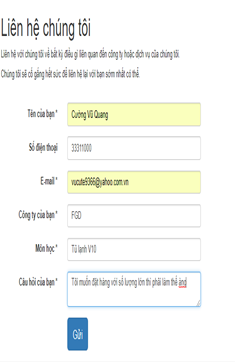 Liên hệ chúng tôi
Liên hệ với chúng tôi về bất kỳ điều gì liên quan đến công ty hoặc dịch vụ của chúng tôi.
Chúng tôi sẽ cố gắng hết sức để liên hệ lại với bạn sớm nhất có thể.
Tên của bạn * Cường Vũ Quang
Số điện thoại 33311000
E-mail * vucute9366@yahoo.com.vn
Công ty của bạn * FGD
Môn học * Tủ lạnh V10
Câu hỏi của bạn * Tôi muốn đặt hàng với số lượng lớn thì phải làm thế ànd
Gửi